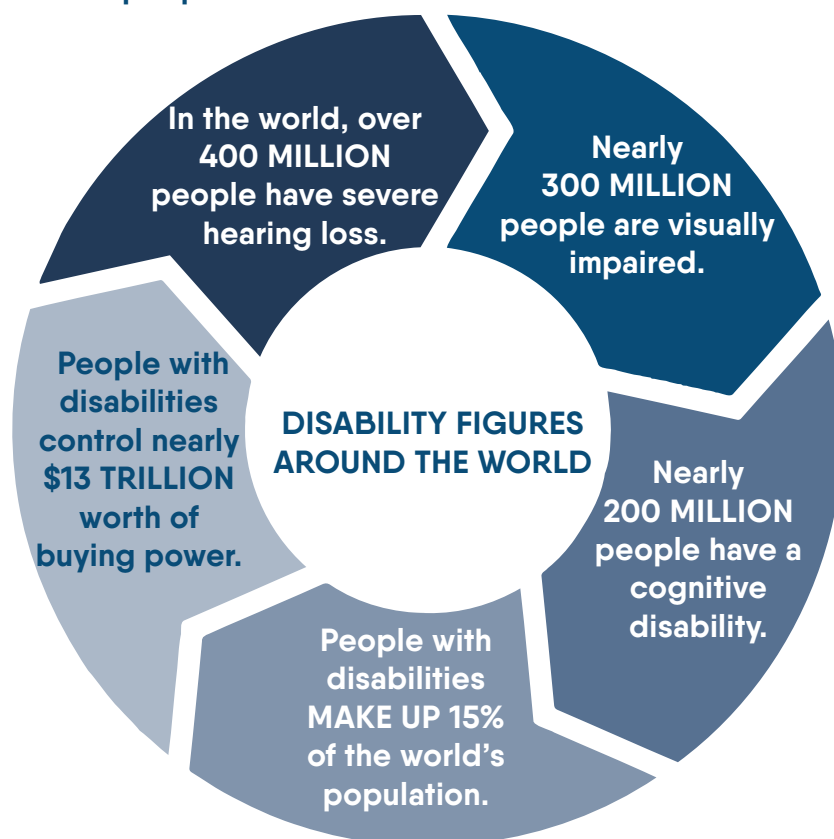 DISABILITY FIGURES
AROUND THE WORLD
In the world, over
400 MILLION
people have severe
hearing loss.
Nearly
300 MILLION
people are visually
impaired.
Nearly
200 MILLION
people have a
cognitive
disability.
People with
disabilities
MAKE UP 15%
of the world’s
population.
People with
disabilities
control nearly
$13 TRILLION
worth of
buying power.